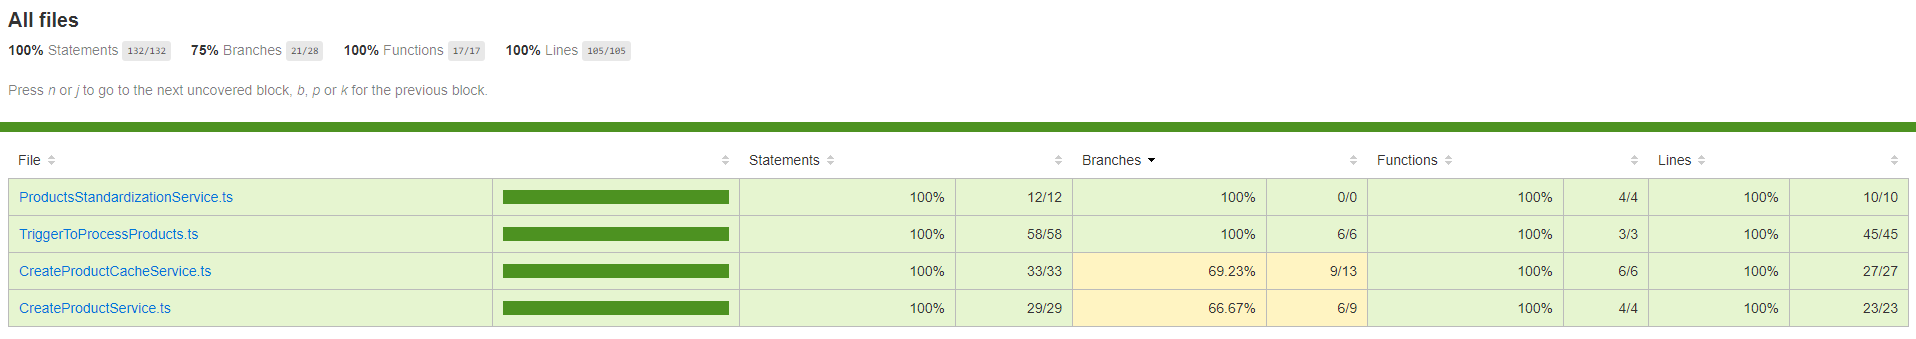 All files
100% Statements 132/132 75% Branches 21/28 100% Functions 17/17 100% Lines 105/105
Press n or j to go to the next uncovered block, b, p or k for the previous block.
File Statements Branches Functions Lines
ProductsStandardizationService.ts 100% 12/12 100% 0/0 100% 4/4 100% 10/10
TriggerToProcessProducts.ts 100% 58/58 100% 6/6 100% 3/3 100% 45/45
CreateProductCacheService.ts 100% 33/33 69.23% 9/13 100% 6/6 100% 27/27
CreateProductService.ts 100% 29/29 66.67% 6/9 100% 4/4 100% 23/23